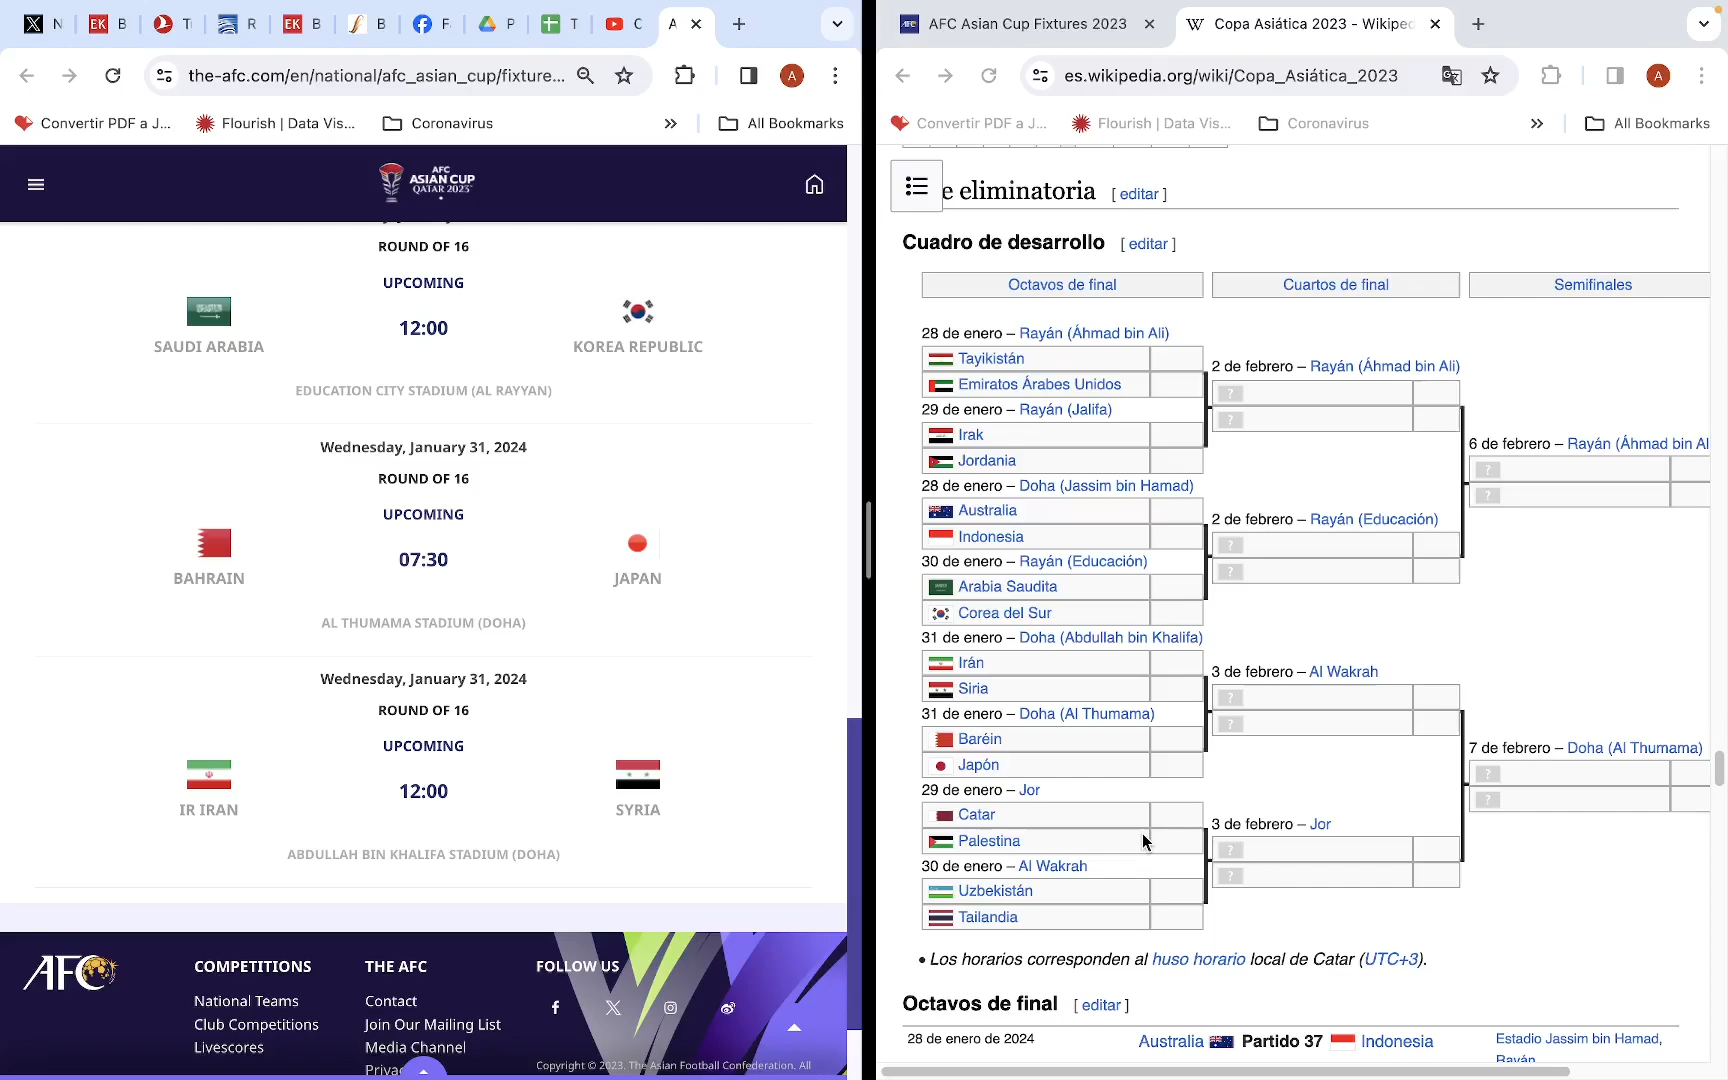 N
EK B
T
R
EK B
B
F
P
T
C
A
the-afc.com/en/national/afc_asian_cup/fixture...
A
Convertir PDF a J...
Flourish | Data Vis...
Coronavirus
»
All Bookmarks
AFC
ASIAN CUP
QATAR 2023
ROUND OF 16
UPCOMING
12:00
SAUDI ARABIA
KOREA REPUBLIC
EDUCATION CITY STADIUM (AL RAYYAN)
Wednesday, January 31, 2024
ROUND OF 16
UPCOMING
07:30
BAHRAIN
JAPAN
AL THUMAMA STADIUM (DOHA)
Wednesday, January 31, 2024
ROUND OF 16
UPCOMING
12:00
IR IRAN
SYRIA
ABDULLAH BIN KHALIFA STADIUM (DOHA)
AFC
COMPETITIONS
National Teams
Club Competitions
Livescores
THE AFC
Contact
Join Our Mailing List
Media Channel
Privac
FOLLOW US
Copyright © 2023. The Asian Football Confederation. All
AFC Asian Cup Fixtures 2023
W Copa Asiática 2023 - Wikiped
es.wikipedia.org/wiki/Copa_Asiática_2023
A
Convertir PDF a J...
Flourish | Data Vis...
Coronavirus
»
All Bookmarks
e eliminatoria [ editar ]
Cuadro de desarrollo [ editar ]
Octavos de final
Cuartos de final
Semifinales
28 de enero – Rayán (Áhmad bin Ali)
Tayikistán
Emiratos Árabes Unidos
29 de enero – Rayán (Jalifa)
Irak
Jordania
28 de enero – Doha (Jassim bin Hamad)
Australia
Indonesia
30 de enero – Rayán (Educación)
Arabia Saudita
Corea del Sur
31 de enero – Doha (Abdullah bin Khalifa)
Irán
Siria
31 de enero – Doha (Al Thumama)
Baréin
Japón
29 de enero – Jor
Catar
Palestina
30 de enero – Al Wakrah
Uzbekistán
Tailandia
2 de febrero – Rayán (Áhmad bin Ali)
?
?
2 de febrero – Rayán (Educación)
?
?
3 de febrero – Al Wakrah
?
?
3 de febrero – Jor
?
?
6 de febrero – Rayán (Áhmad bin Al
?
?
7 de febrero – Doha (Al Thumama)
?
?
• Los horarios corresponden al huso horario local de Catar (UTC+3).
Octavos de final [ editar ]
28 de enero de 2024
Australia Partido 37 Indonesia
Estadio Jassim bin Hamad,
Rayán